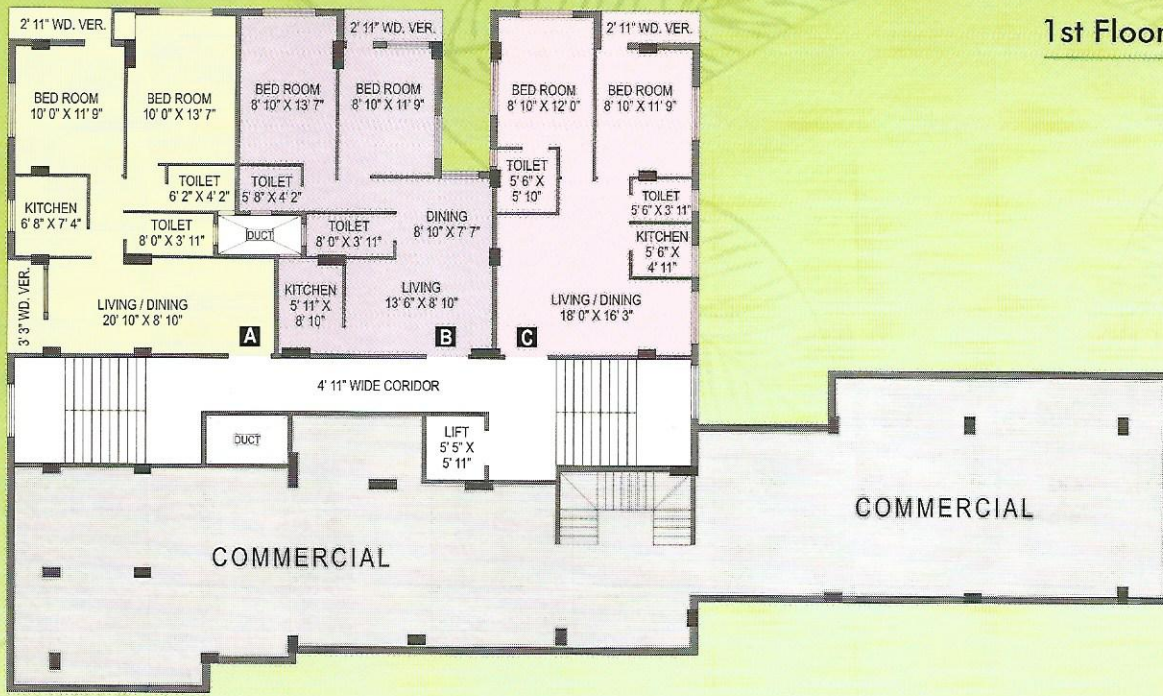 1st Floor
2' 11" WD. VER.
2' 11" WD. VER.
2' 11" WD. VER.
BED ROOM
10' 0" X 11' 9"
BED ROOM
10' 0" X 13' 7"
BED ROOM
8' 10" X 13' 7"
BED ROOM
8' 10" X 11' 9"
BED ROOM
8' 10" X 12' 0"
BED ROOM
8' 10" X 11' 9"
TOILET
6' 2" X 4' 2"
TOILET
5' 8" X 4' 2"
TOILET
5' 6" X
5' 10"
TOILET
5' 6" X 3' 11"
KITCHEN
6' 8" X 7' 4"
TOILET
8' 0" X 3' 11"
DUCT
TOILET
8' 0" X 3' 11"
DINING
8' 10" X 7' 7"
KITCHEN
5' 6" X
4' 11"
3' 3" WD. VER.
LIVING / DINING
20' 10" X 8' 10"
A
KITCHEN
5' 11" X
8' 10"
LIVING
13' 6" X 8' 10"
B
LIVING / DINING
18' 0" X 16' 3"
C
4' 11" WIDE CORIDOR
DUCT
LIFT
5' 5" X
5' 11"
COMMERCIAL
COMMERCIAL